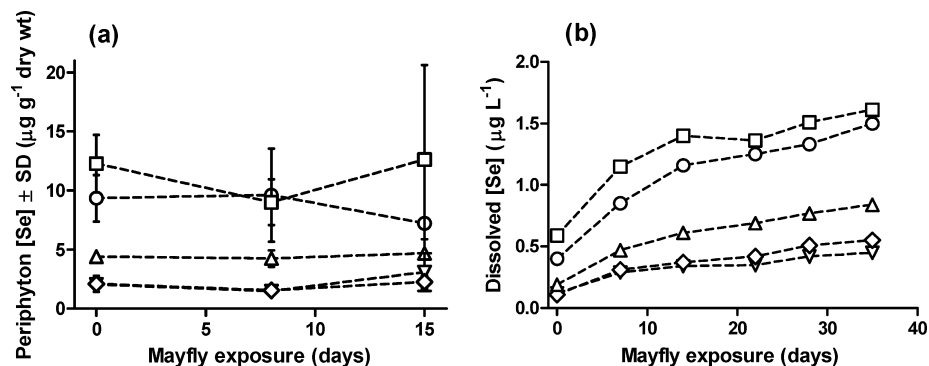 (a)
Periphyton [Se] ± SD (μg g⁻¹ dry wt)
20
15
10
5
0
0 5 10 15
Mayfly exposure (days)
(b)
Dissolved [Se] (μg L⁻¹)
2.0
1.5
1.0
0.5
0.0
0 10 20 30 40
Mayfly exposure (days)